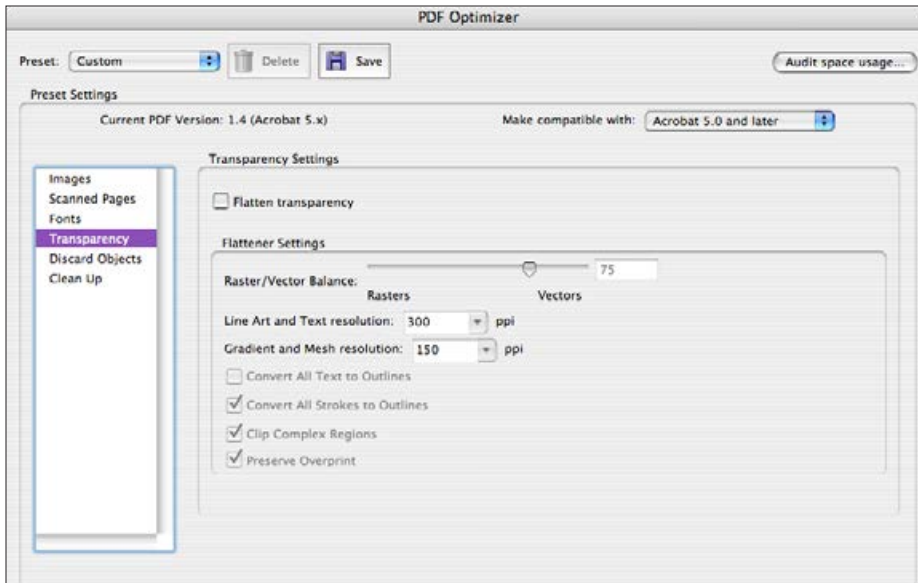 PDF Optimizer
Preset: Custom Delete Save Audit space usage...
Preset Settings
Current PDF Version: 1.4 (Acrobat 5.x) Make compatible with: Acrobat 5.0 and later
Transparency Settings
Images
Scanned Pages
Fonts
Transparency
Discard Objects
Clean Up
Flatten transparency
Flattener Settings
Raster/Vector Balance: 75
Rasters Vectors
Line Art and Text resolution: 300 ppi
Gradient and Mesh resolution: 150 ppi
Convert All Text to Outlines
Convert All Strokes to Outlines
Clip Complex Regions
Preserve Overprint